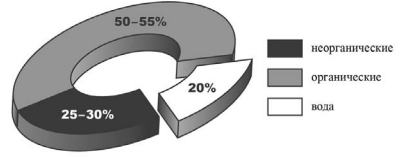 50–55%
неорганические
органические
20%
25–30%
вода